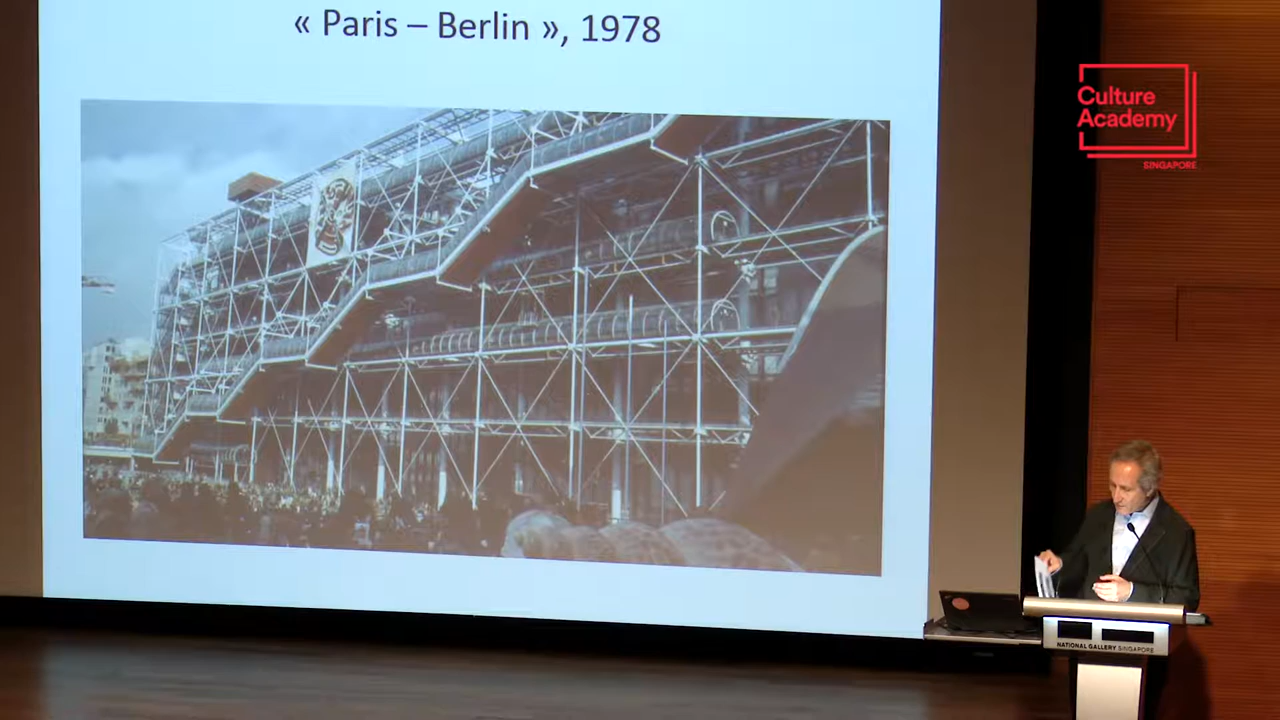 « Paris – Berlin », 1978
Culture
Academy
SINGAPORE
NATIONAL GALLERY SINGAPORE